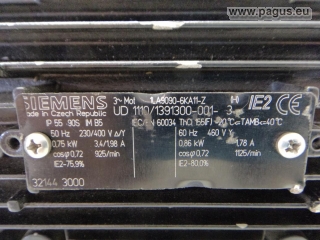 www.pagus.eu
SIEMENS
3~ Mot 1LA9090-6KA11-Z
IE2 CE
Made in Czech Republic
UD 1110/1391300-001-3
IP 55 90S IM B5
IEC/EN 60034 Th.Cl. 155(F) -20°C<=TAMB<=40°C
50 Hz 230/400 V Δ/Y
60 Hz 460 V Y
0.75 kW 3.4/1.98 A
0.86 kW 1.78 A
cosφ 0.72 925/min
cosφ 0.72 1125/min
IE2-75.9%
IE2-80.0%
32144 3000